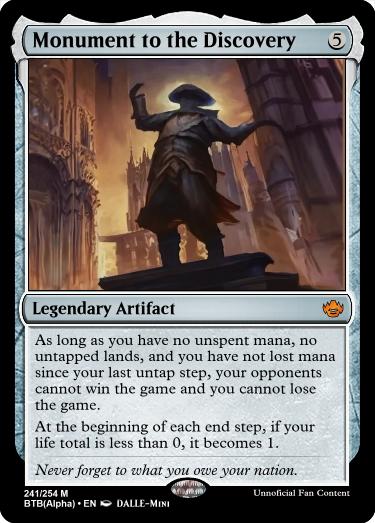 Monument to the Discovery 5
Legendary Artifact
As long as you have no unspent mana, no
untapped lands, and you have not lost mana
since your last untap step, your opponents
cannot win the game and you cannot lose
the game.
At the beginning of each end step, if your
life total is less than 0, it becomes 1.
Never forget to what you owe your nation.
241/254 M
BTB(Alpha) • EN DALLE-Mini
Unofficial Fan Content